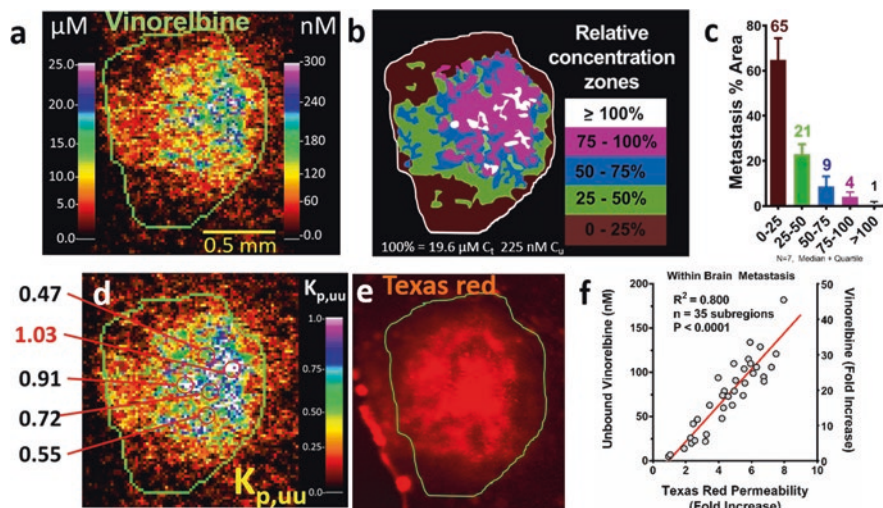 a
µM
Vinorelbine
nM
25.0
20.0
15.0
10.0
5.0
0.0
300
240
180
120
60
0
0.5 mm
b
Relative
concentration
zones
≥ 100%
75 - 100%
50 - 75%
25 - 50%
0 - 25%
100% = 19.6 µM Ct 225 nM Cu
c
Metastasis % Area
80
60
40
20
0
65
21
9
4
1
0-25
25-50
50-75
75-100
>100
N=7, Median + Quartile
d
0.47
1.03
0.91
0.72
0.55
Kp,uu
1.0
0.75
0.50
0.25
0.0
Kp,uu
e
Texas red
f
Within Brain Metastasis
R² = 0.800
n = 35 subregions
P < 0.0001
Unbound Vinorelbine (nM)
200
150
100
50
0
Vinorelbine
(Fold Increase)
50
40
30
20
10
0
0 2 4 6 8 10
Texas Red Permeability
(Fold Increase)